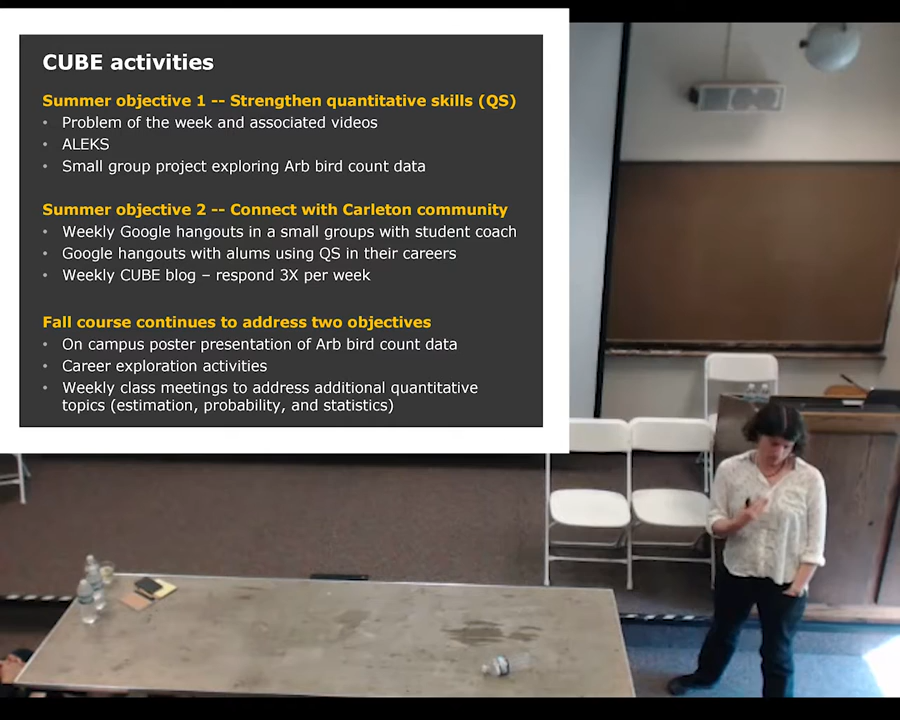 CUBE activities
Summer objective 1 -- Strengthen quantitative skills (QS)
• Problem of the week and associated videos
• ALEKS
• Small group project exploring Arb bird count data
Summer objective 2 -- Connect with Carleton community
• Weekly Google hangouts in a small groups with student coach
• Google hangouts with alums using QS in their careers
• Weekly CUBE blog – respond 3X per week
Fall course continues to address two objectives
• On campus poster presentation of Arb bird count data
• Career exploration activities
• Weekly class meetings to address additional quantitative
topics (estimation, probability, and statistics)